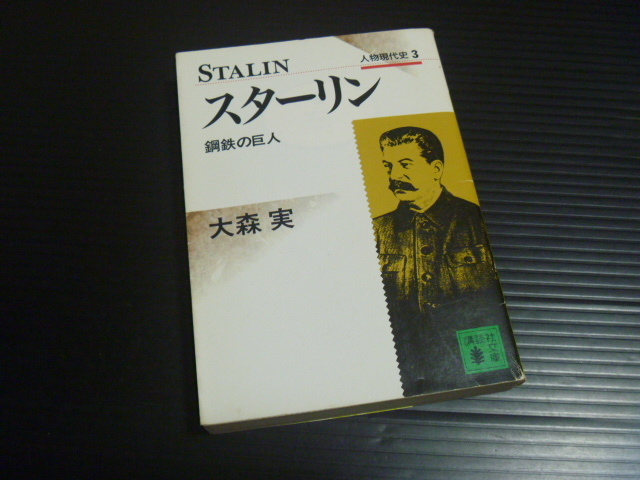 人物現代史 3
STALIN
スターリン
鋼鉄の巨人
大森 実
講談社文庫